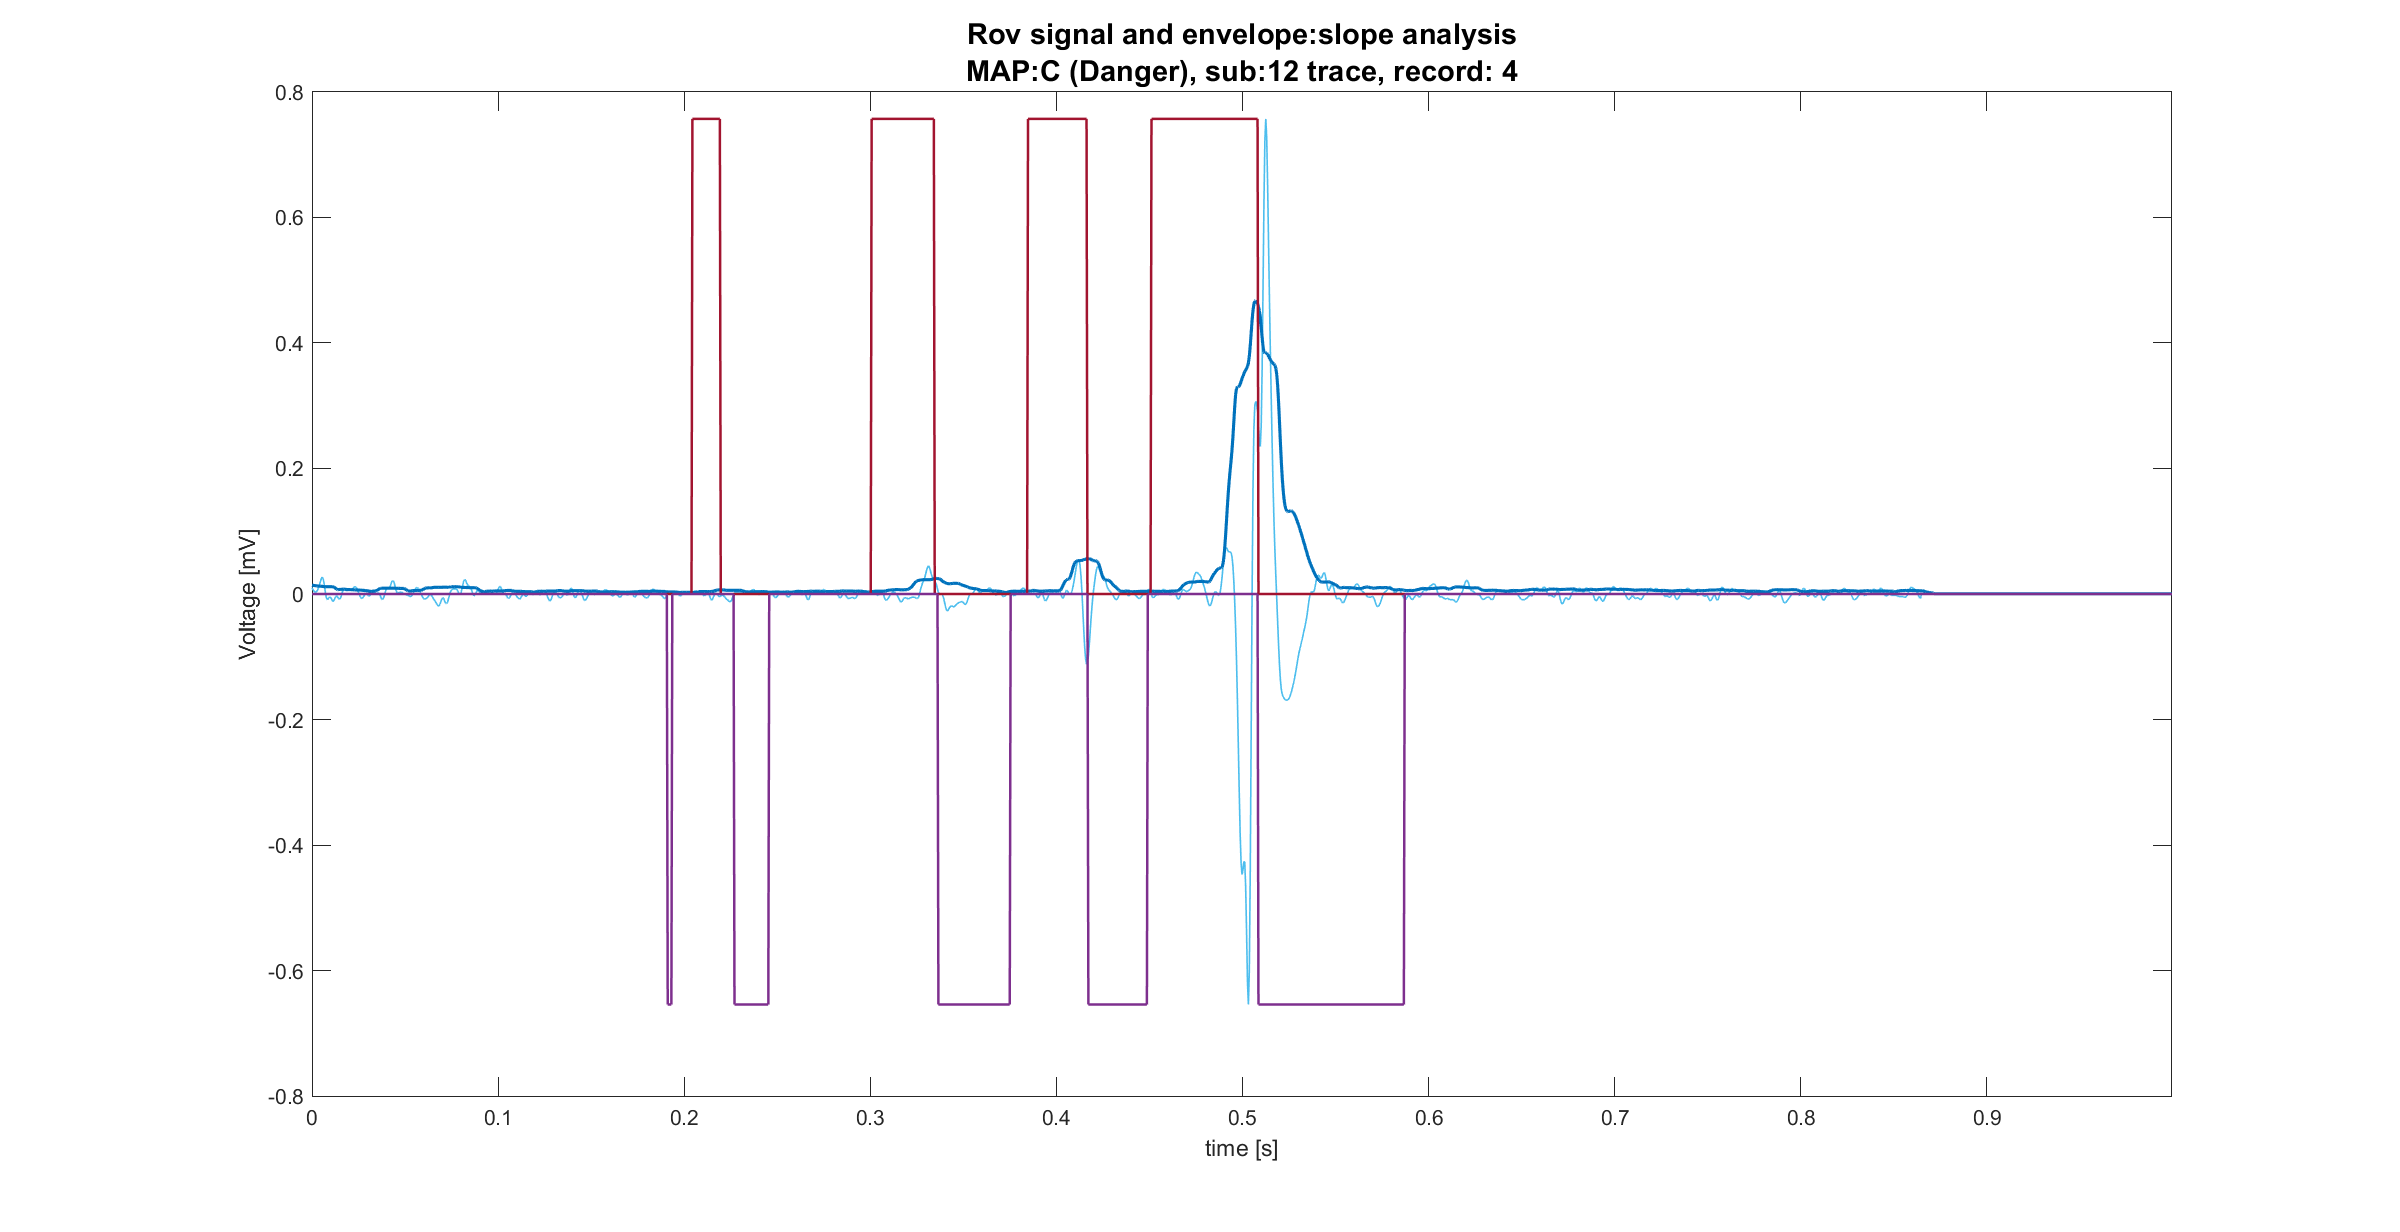 Rov signal and envelope:slope analysis
MAP:C (Danger), sub:12 trace, record: 4
0.8
0.6
0.4
0.2
0
-0.2
-0.4
-0.6
-0.8
Voltage [mV]
0 0.1 0.2 0.3 0.4 0.5 0.6 0.7 0.8 0.9
time [s]